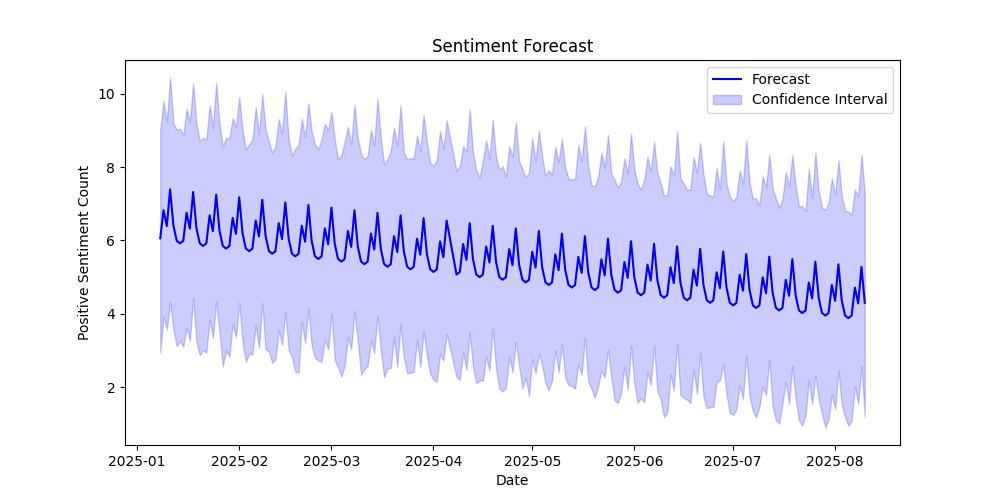 Sentiment Forecast
Forecast
Confidence Interval
Positive Sentiment Count
10
8
6
4
2
2025-01
2025-02
2025-03
2025-04
2025-05
2025-06
2025-07
2025-08
Date